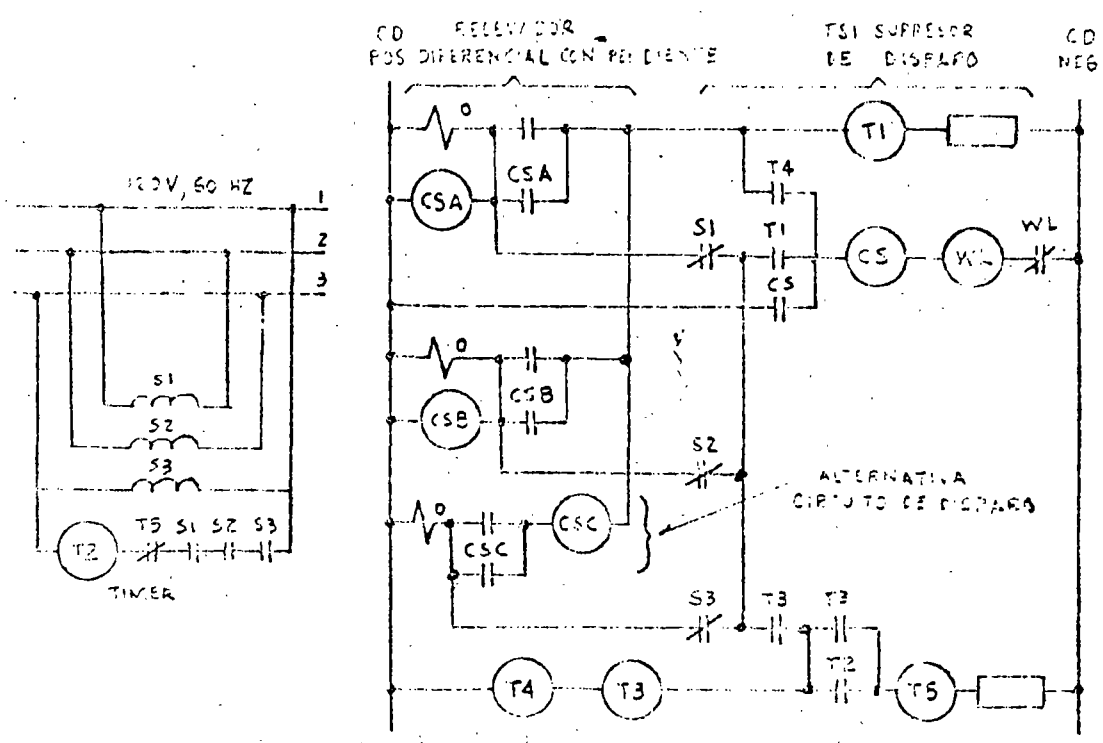 CD
POS
RELEVADOR
DIFERENCIAL CON PENDIENTE
TS1 SUPRESOR
DE DISPARO
CD
NEG
O
T1
CSA
CSA
T4
120V, 60 HZ
1
2
3
S1
T1
CS
WL
WL
CS
O
CSB
CSB
S1
S2
S3
S2
ALTERNATIVA
CIRCUITO DE DISPARO
O
CSC
CSC
T2
T5
S1
S2
S3
TIMER
S3
T3
T3
T2
T4
T3
T5